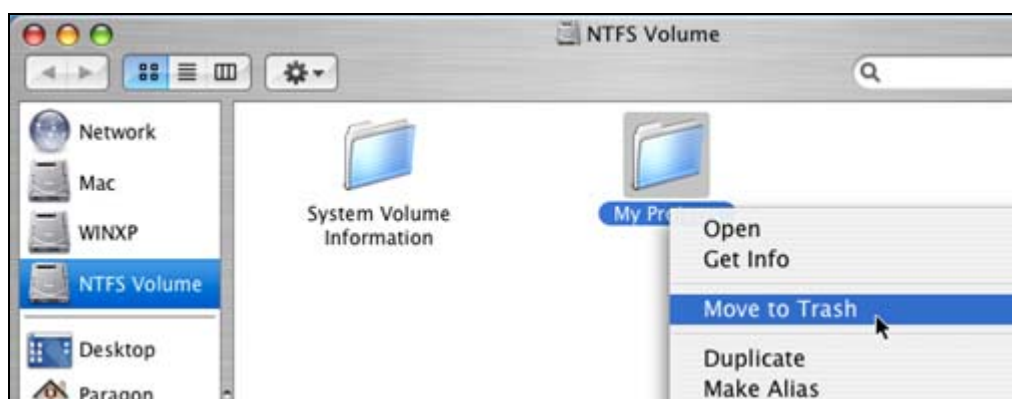 NTFS Volume
Network
Mac
WINXP
NTFS Volume
Desktop
Paragon
System Volume
Information
My
Open
Get Info
Move to Trash
Duplicate
Make Alias